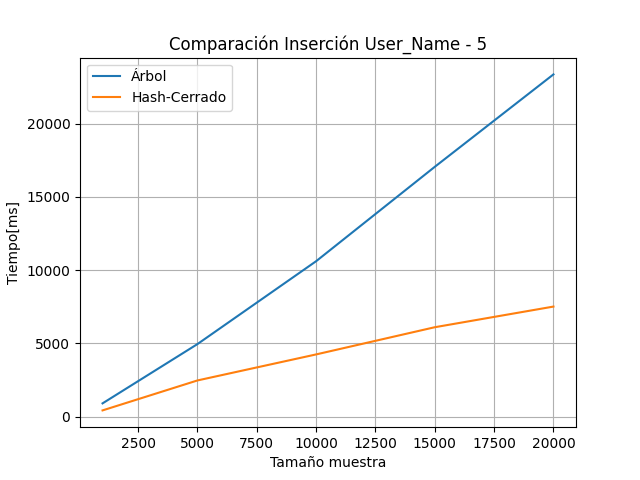 Comparación Inserción User_Name - 5
Árbol
Hash-Cerrado
Tiempo[ms]
20000
15000
10000
5000
0
2500 5000 7500 10000 12500 15000 17500 20000
Tamaño muestra